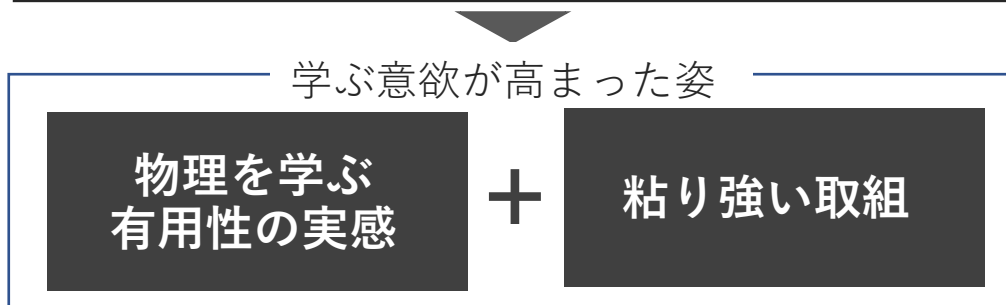 学ぶ意欲が高まった姿
物理を学ぶ
有用性の実感
+
粘り強い取組